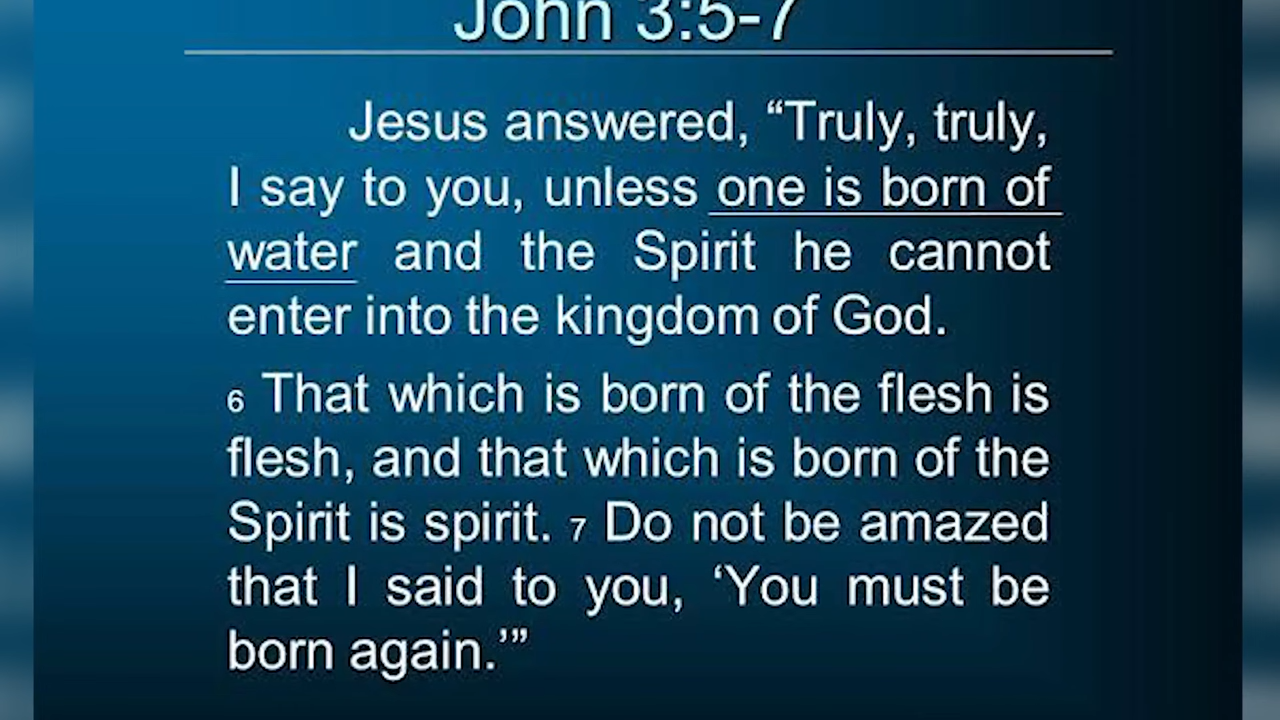 John 3:5-7
Jesus answered, “Truly, truly,
I say to you, unless one is born of
water and the Spirit he cannot
enter into the kingdom of God.
6 That which is born of the flesh is
flesh, and that which is born of the
Spirit is spirit. 7 Do not be amazed
that I said to you, ‘You must be
born again.’”